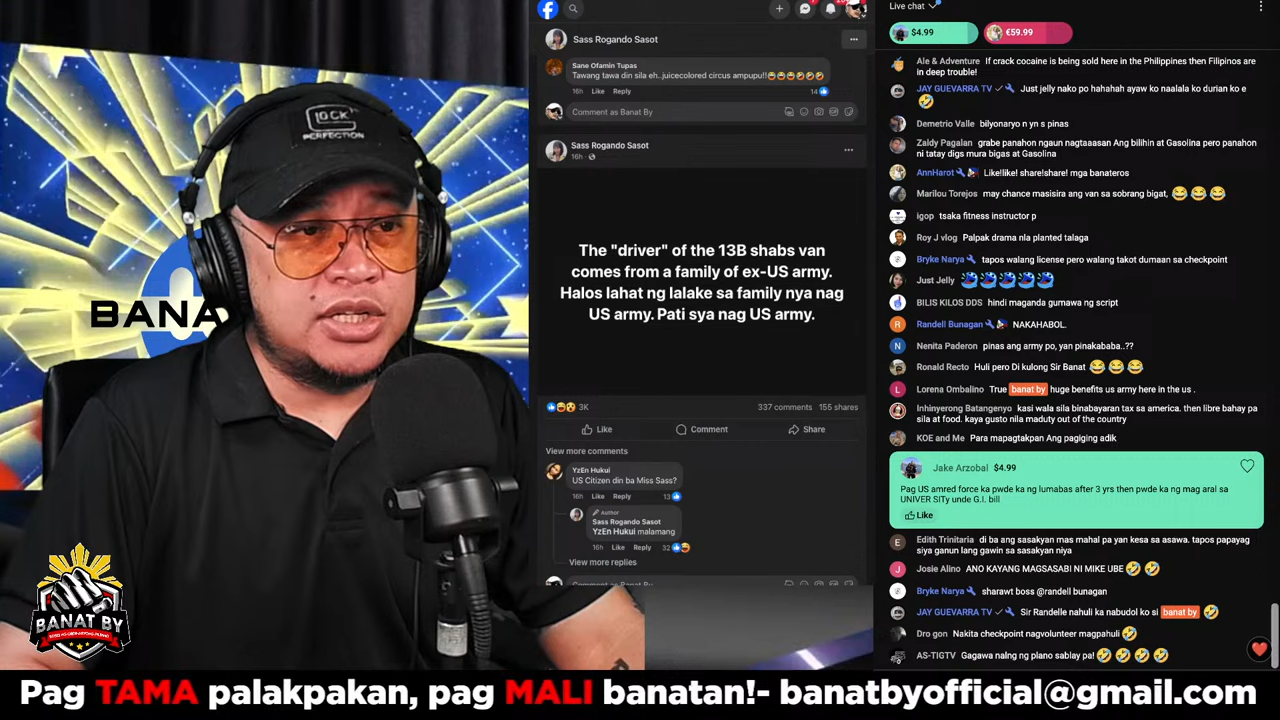 GLOCK
PERFECTION
BANA
BANAT BY
Sass Rogando Sasot
Sane Ofamin Tupas
Tawang tawa din sila eh..juicecolored circus ampupu!!😂😂😂🤣🤣🤣
16h Like Reply 14
Comment as Banat By
Sass Rogando Sasot
16h
The "driver" of the 13B shabs van
comes from a family of ex-US army.
Halos lahat ng lalake sa family nya nag
US army. Pati sya nag US army.
3K 337 comments 155 shares
Like Comment Share
View more comments
YzEn Hukui
US Citizen din ba Miss Sass?
16h Like Reply 13
Author
Sass Rogando Sasot
YzEn Hukui malamang
16h Like Reply 32
View more replies
Comment as Banat By
Live chat
$4.99 €59.99
Ale & Adventure If crack cocaine is being sold here in the Philippines then Filipinos are
in deep trouble!
JAY GUEVARRA TV Just jelly nako po hahahah ayaw ko naalala ko durian ko e
🤣
Demetrio Valle bilyonaryo n yn s pinas
Zaldy Pagalan grabe panahon ngaun nagtaaasan Ang bilihin at Gasolina pero panahon
ni tatay digs mura bigas at Gasolina
AnnHarot Like!like! share!share! mga banateros
Marilou Torejos may chance masisira ang van sa sobrang bigat, 😂😂😂
igop tsaka fitness instructor p
Roy J vlog Palpak drama nla planted talaga
Bryke Narya tapos walang license pero walang takot dumaan sa checkpoint
Just Jelly
BILIS KILOS DDS hindi maganda gumawa ng script
Randell Bunagan NAKAHABOL.
Nenita Paderon pinas ang army po, yan pinakababa..??
Ronald Recto Huli pero Di kulong Sir Banat 😂😂😂
Lorena Ombalino True banat by huge benefits us army here in the us .
Inhinyerong Batangenyo kasi wala sila binabayaran tax sa america. then libre bahay pa
sila at food. kaya gusto nila maduty out of the country
KOE and Me Para mapagtakpan Ang pagiging adik
Jake Arzobal $4.99
Pag US amred force ka pwde ka ng lumabas after 3 yrs then pwde ka ng mag aral sa
UNIVER SITy unde G.I. bill
Like
Edith Trinitaria di ba ang sasakyan mas mahal pa yan kesa sa asawa. tapos papayag
siya ganun lang gawin sa sasakyan niya
Josie Alino ANO KAYANG MAGSASABI NI MIKE UBE 🤣🤣
Bryke Narya sharawt boss @randell bunagan
JAY GUEVARRA TV Sir Randelle nahuli ka nabudol ko si banat by 🤣
Dro gon Nakita checkpoint nagvolunteer magpahuli 🤣
AS-TIGTV Gagawa nalng ng plano sablay pa! 🤣🤣🤣🤣
Pag TAMA palakpakan, pag MALI banatan!- banatbyofficial@gmail.com